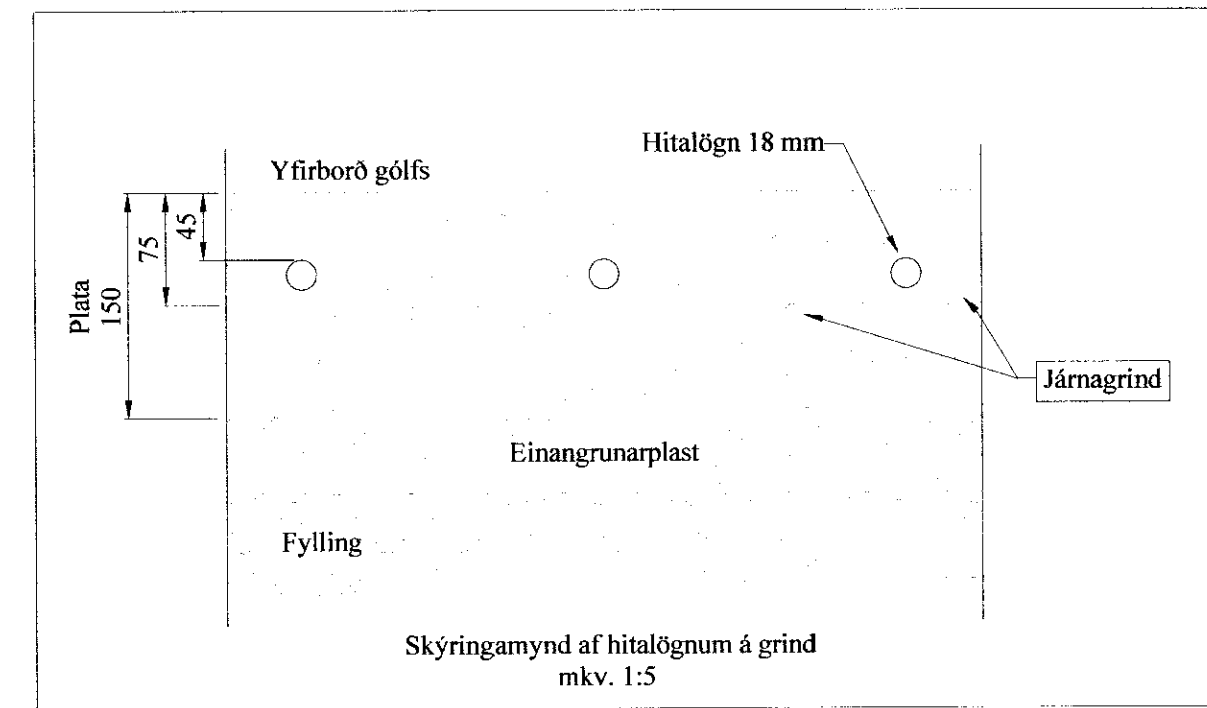 Hitalögn 18 mm
Yfirborð gólfs
45
75
Plata
150
Járnagrind
Einangrunarplast
Fylling
Skýringamynd af hitalögnum á grind
mkv. 1:5